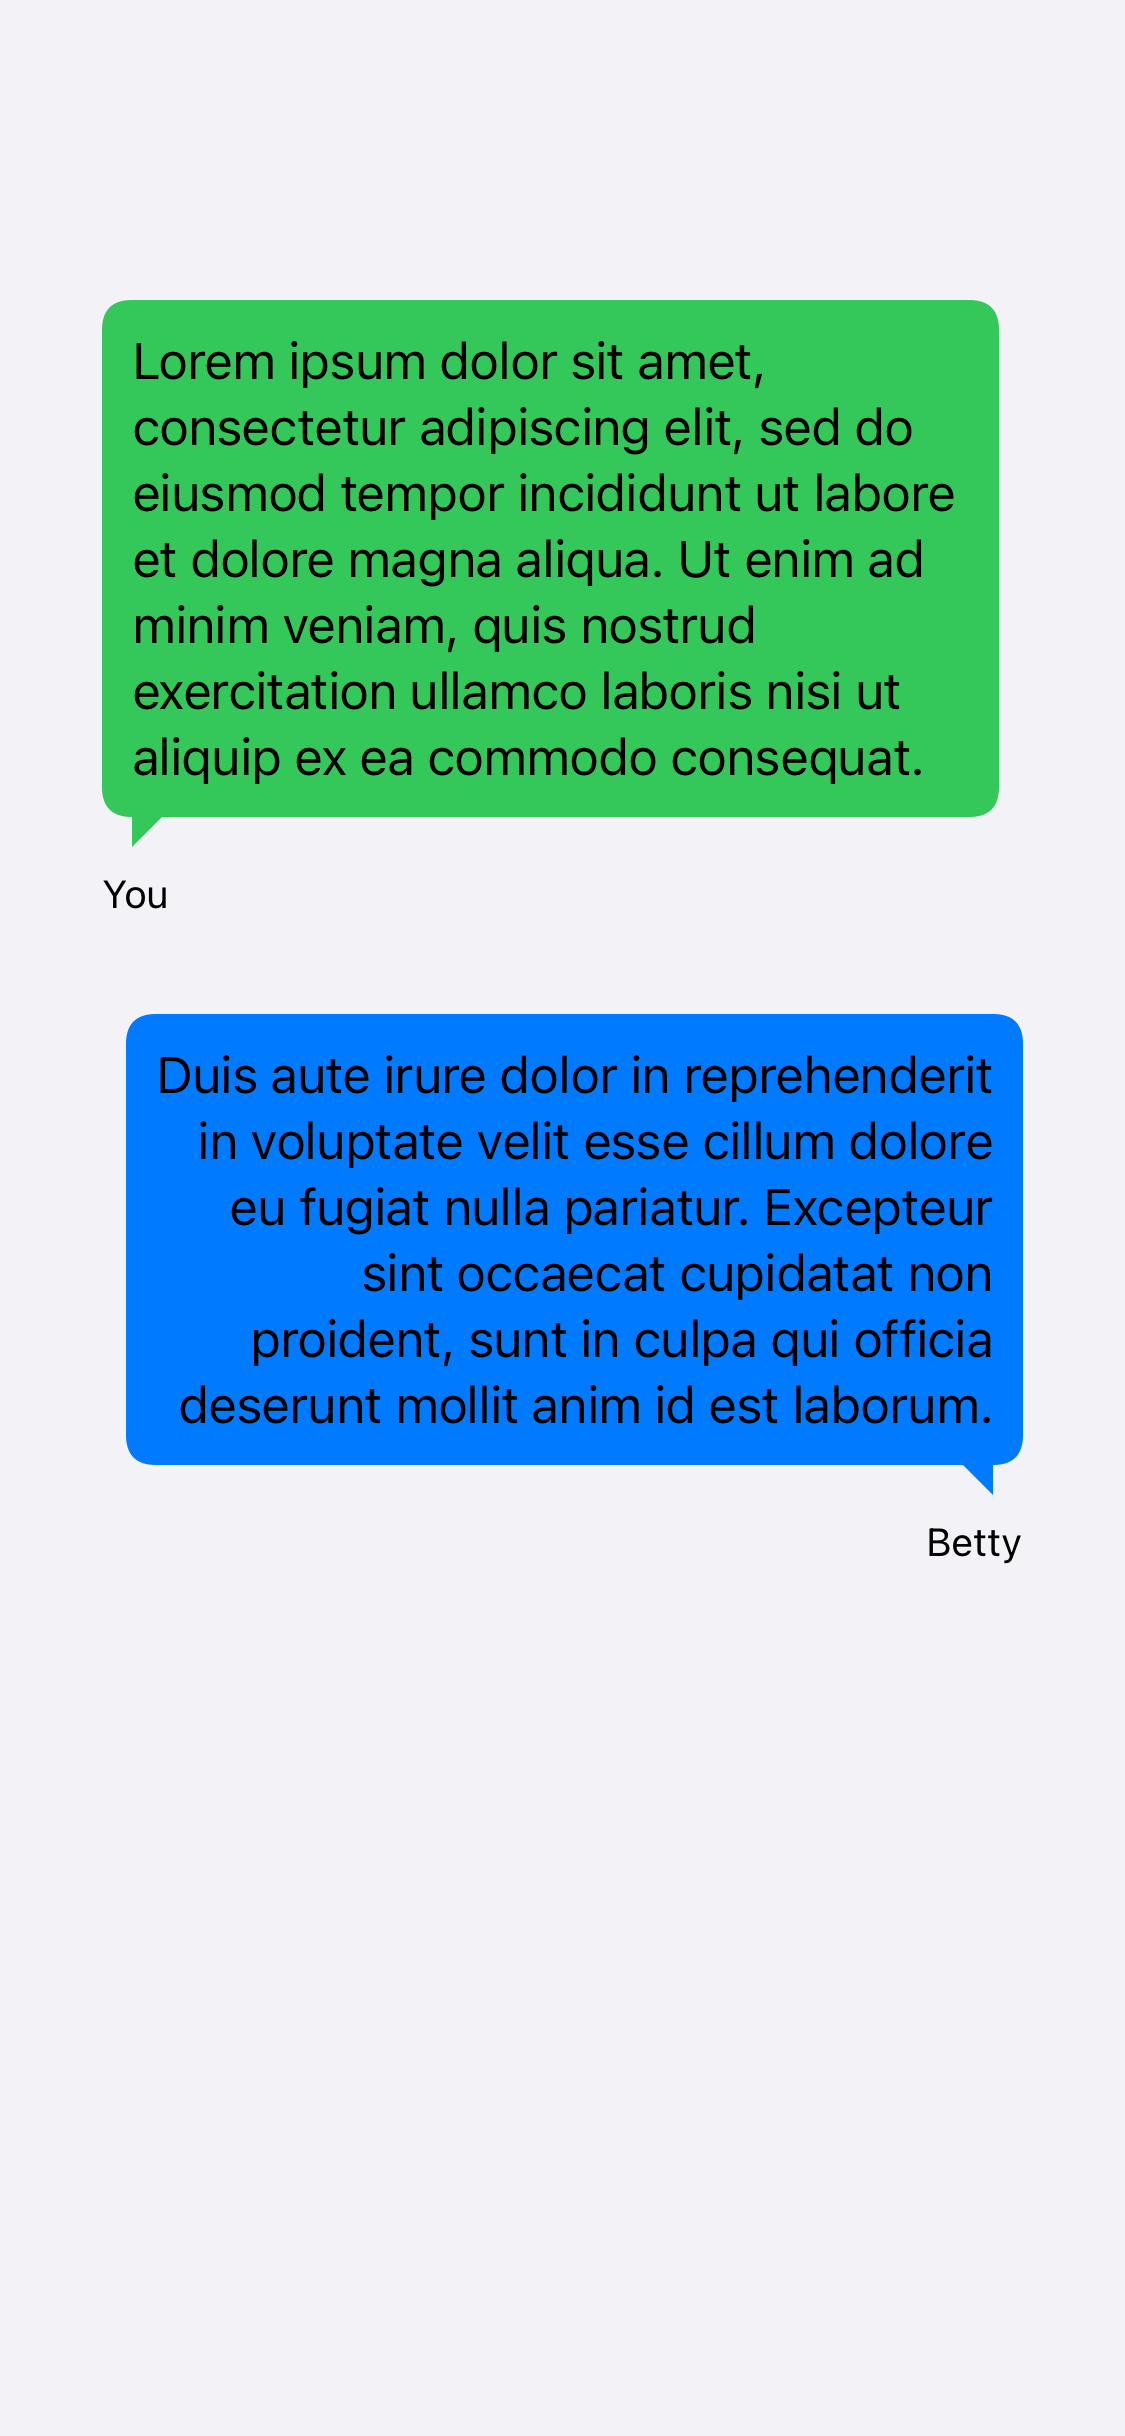 Lorem ipsum dolor sit amet,
consectetur adipiscing elit, sed do
eiusmod tempor incididunt ut labore
et dolore magna aliqua. Ut enim ad
minim veniam, quis nostrud
exercitation ullamco laboris nisi ut
aliquip ex ea commodo consequat.
You
Duis aute irure dolor in reprehenderit
in voluptate velit esse cillum dolore
eu fugiat nulla pariatur. Excepteur
sint occaecat cupidatat non
proident, sunt in culpa qui officia
deserunt mollit anim id est laborum.
Betty